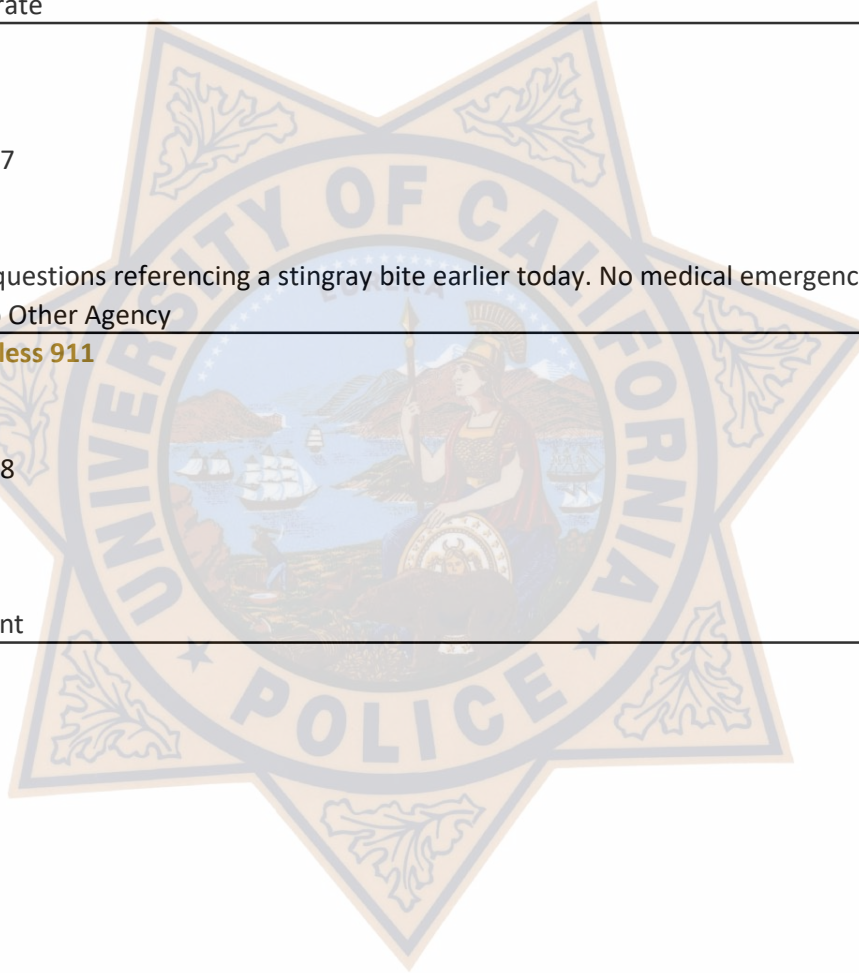 rate
7
questions referencing a stingray bite earlier today. No medical emergenc
Other Agency
less 911
8
nt
UNIVERSITY OF CALIFORNIA
EUREKA
POLICE